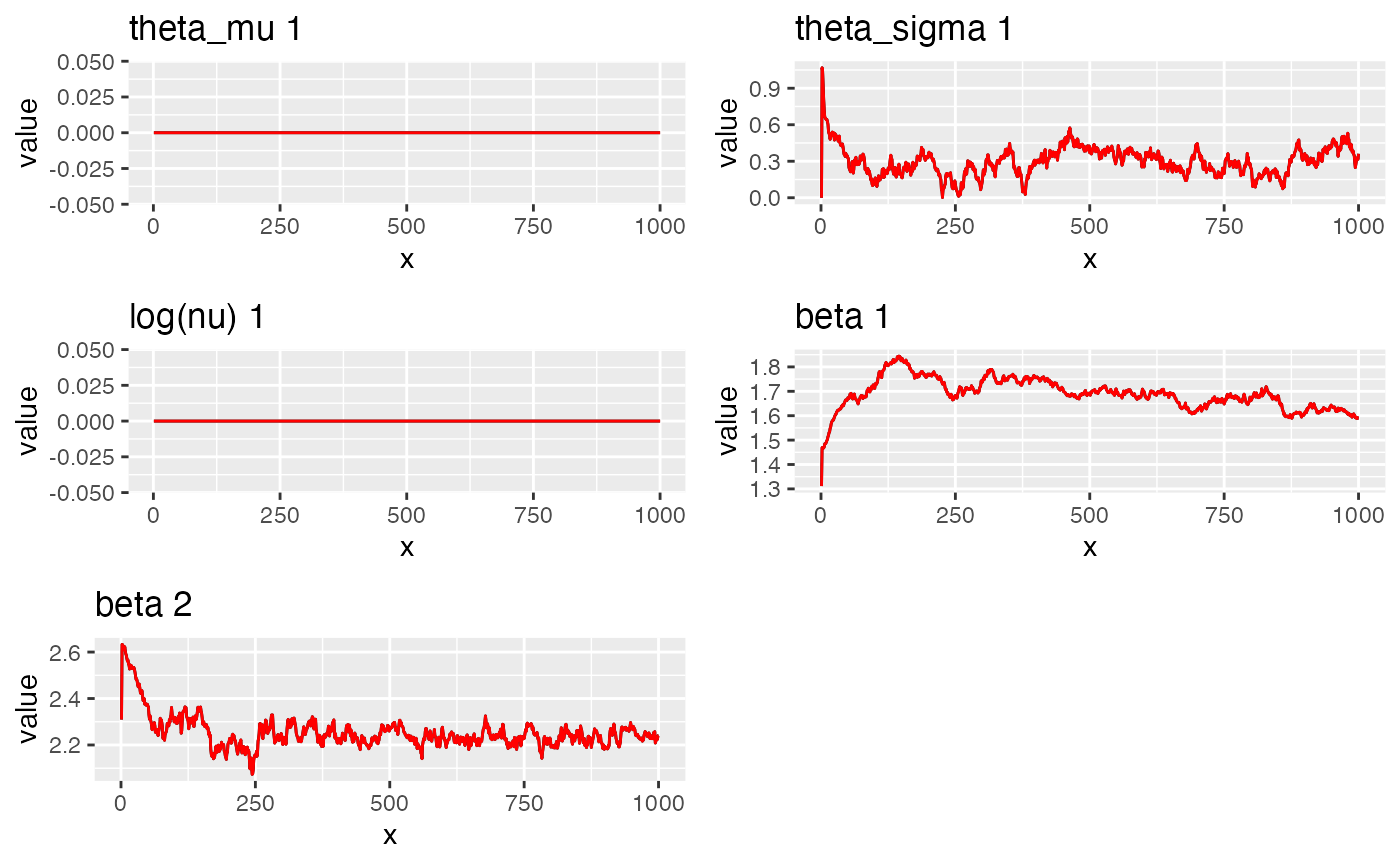 theta_mu 1
0.050
0.025
0.000
-0.025
-0.050
value
0 250 500 750 1000
x
theta_sigma 1
0.9
0.6
0.3
0.0
value
0 250 500 750 1000
x
log(nu) 1
0.050
0.025
0.000
-0.025
-0.050
value
0 250 500 750 1000
x
beta 1
1.8
1.7
1.6
1.5
1.4
1.3
value
0 250 500 750 1000
x
beta 2
2.6
2.4
2.2
value
0 250 500 750 1000
x